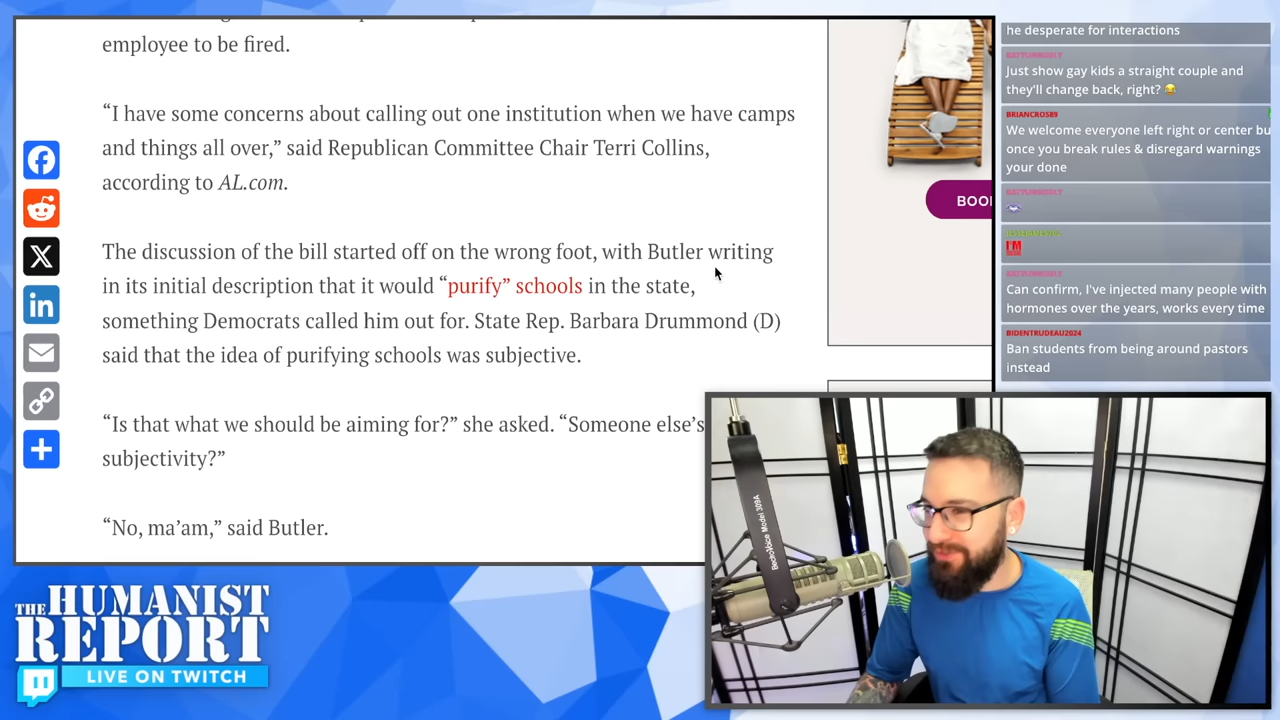 employee to be fired.
“I have some concerns about calling out one institution when we have camps
and things all over,” said Republican Committee Chair Terri Collins,
according to AL.com.
The discussion of the bill started off on the wrong foot, with Butler writing
in its initial description that it would “purify” schools in the state,
something Democrats called him out for. State Rep. Barbara Drummond (D)
said that the idea of purifying schools was subjective.
“Is that what we should be aiming for?” she asked. “Someone else’s
subjectivity?”
“No, ma’am,” said Butler.
BOO
he desperate for interactions
Just show gay kids a straight couple and
they'll change back, right? 😂
BRIANCROS89
We welcome everyone left right or center bu
once you break rules & disregard warnings
your done
I'M
Can confirm, I've injected many people with
hormones over the years, works every time
BIDENTRUDEAU2024
Ban students from being around pastors
instead
THE HUMANIST
REPORT
LIVE ON TWITCH